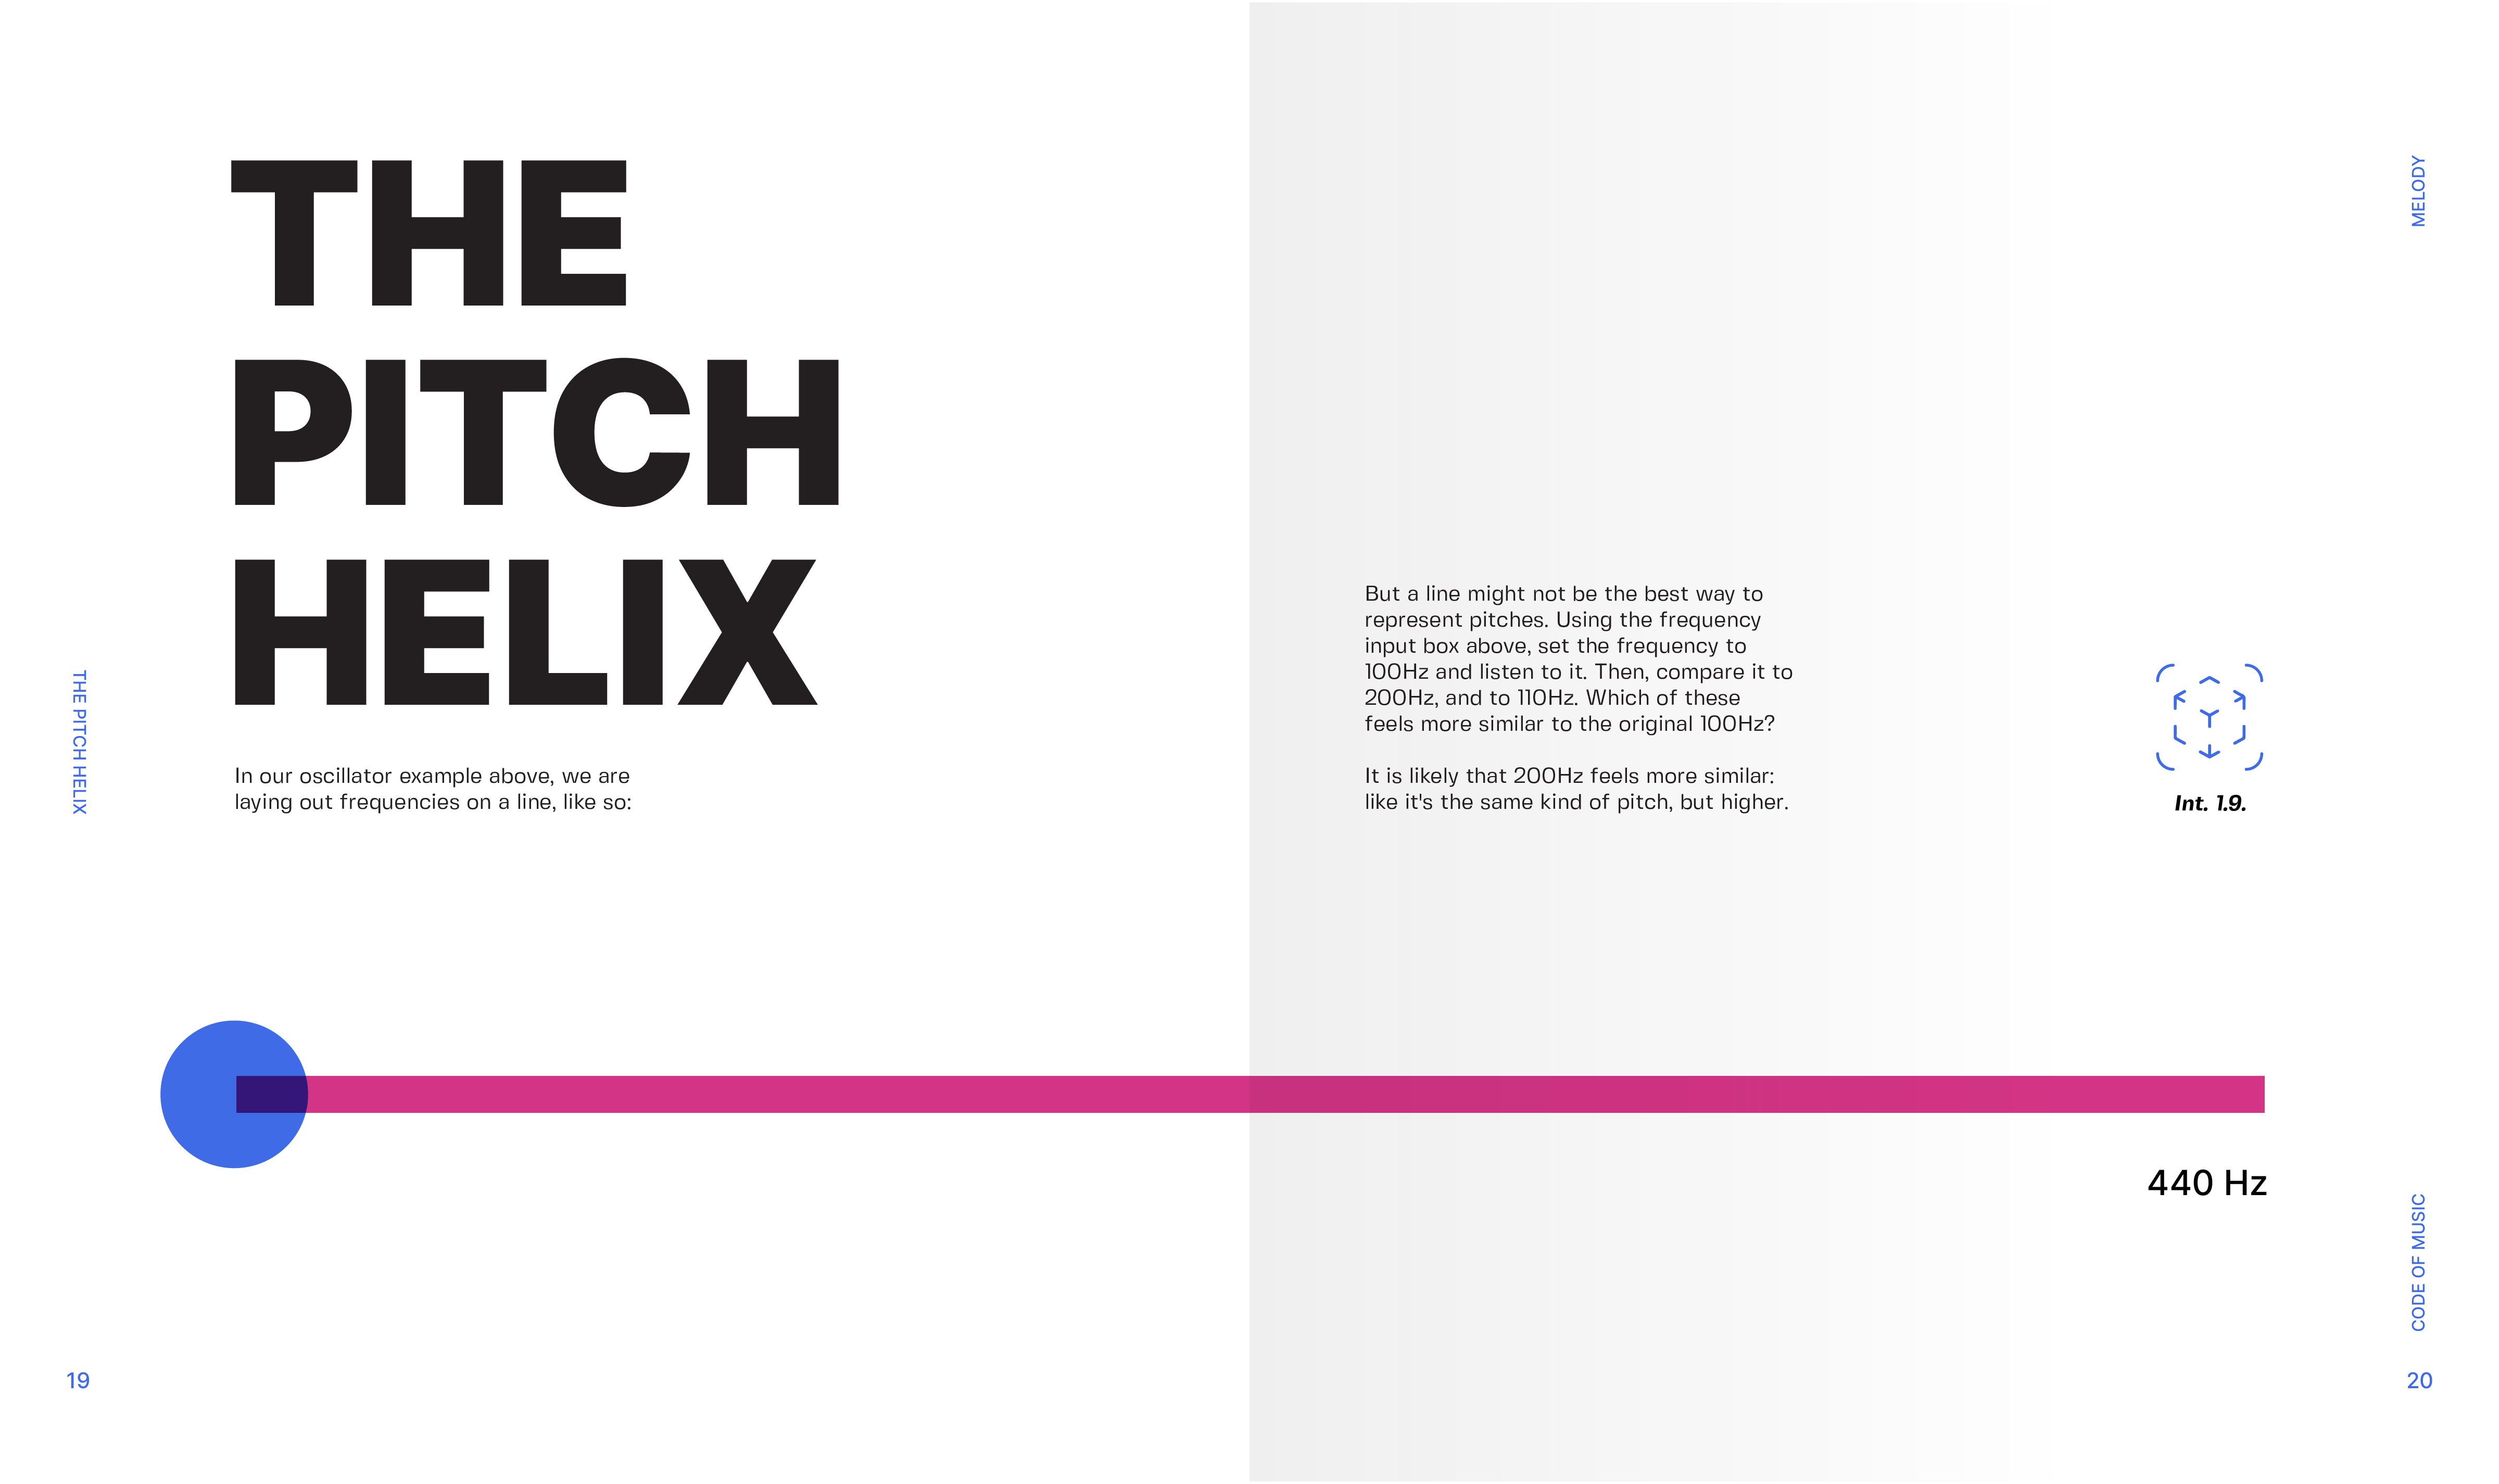 THE
PITCH
HELIX
In our oscillator example above, we are
laying out frequencies on a line, like so:
THE PITCH HELIX
19
But a line might not be the best way to
represent pitches. Using the frequency
input box above, set the frequency to
100Hz and listen to it. Then, compare it to
200Hz, and to 110Hz. Which of these
feels more similar to the original 100Hz?
It is likely that 200Hz feels more similar:
like it's the same kind of pitch, but higher.
Int. 1.9.
440 Hz
MELODY
CODE OF MUSIC
20